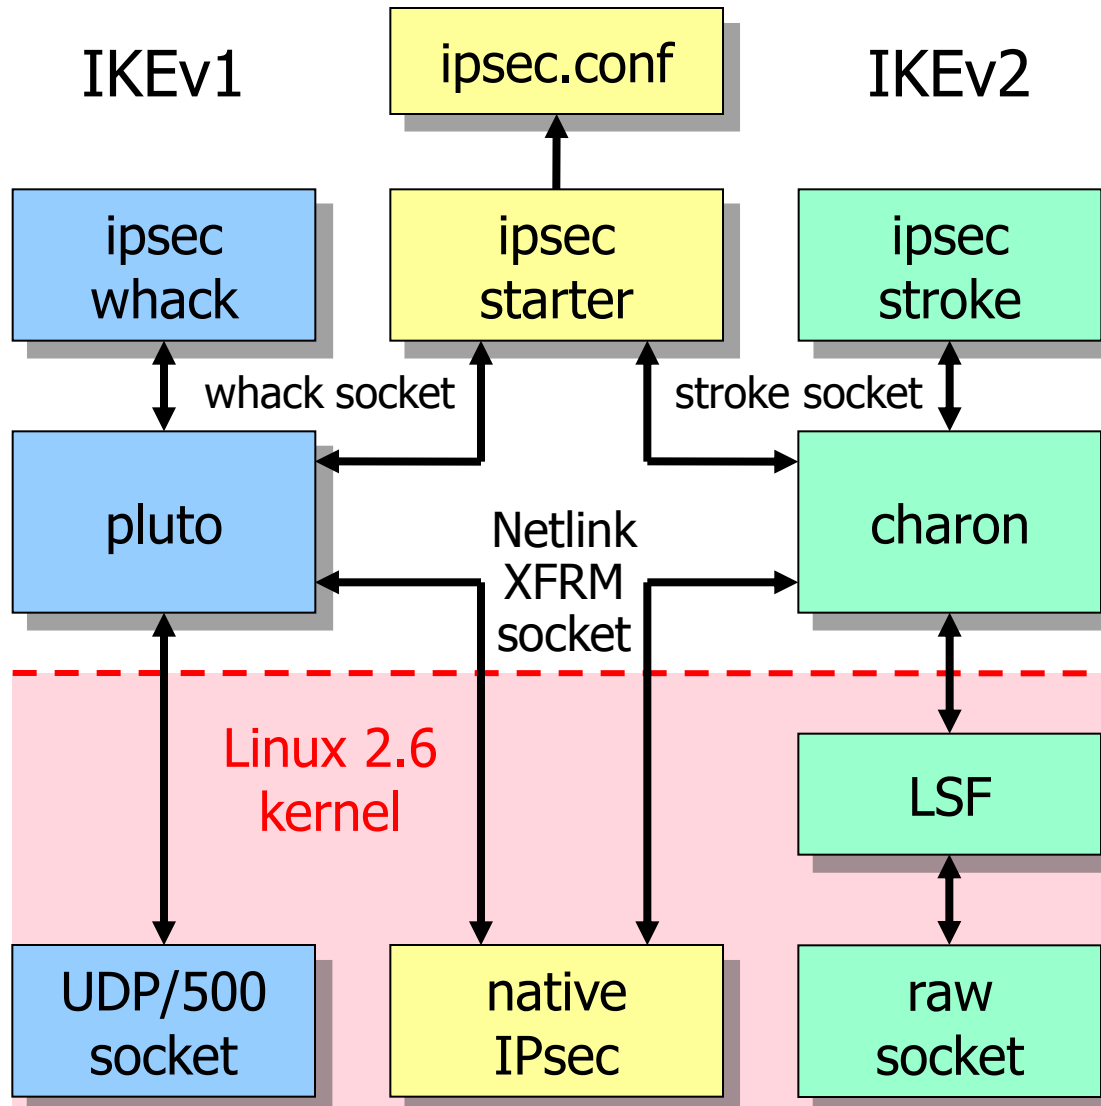 IKEv1
ipsec.conf
IKEv2
ipsec
whack
ipsec
starter
ipsec
stroke
whack socket
stroke socket
pluto
Netlink
XFRM
socket
charon
Linux 2.6
kernel
LSF
UDP/500
socket
native
IPsec
raw
socket